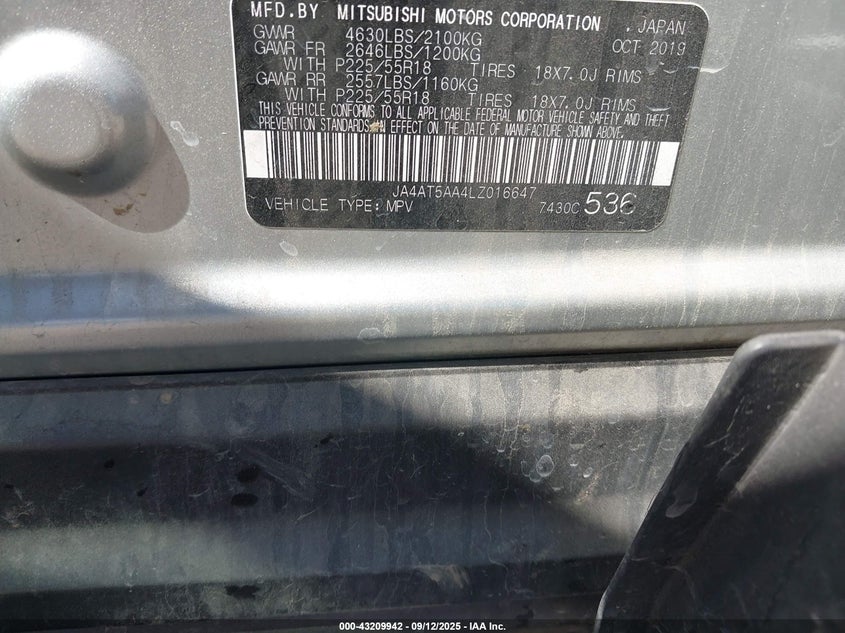 MFD.BY MITSUBISHI MOTORS CORPORATION . JAPAN
GVWR 4630LBS/2100KG OCT 2019
GAWR FR 2646LBS/1200KG
WITH P225/55R18 TIRES 18X7.0J RIMS
GAWR RR 2557LBS/1160KG
WITH P225/55R18 TIRES 18X7.0J RIMS
THIS VEHICLE CONFORMS TO ALL APPLICABLE FEDERAL MOTOR VEHICLE SAFETY AND THEFT
PREVENTION STANDARDS IN EFFECT ON THE DATE OF MANUFACTURE SHOWN ABOVE.
JA4AT5AA4LZ016647
VEHICLE TYPE: MPV 7430C 536
000-43209942 - 09/12/2025 - IAA Inc.